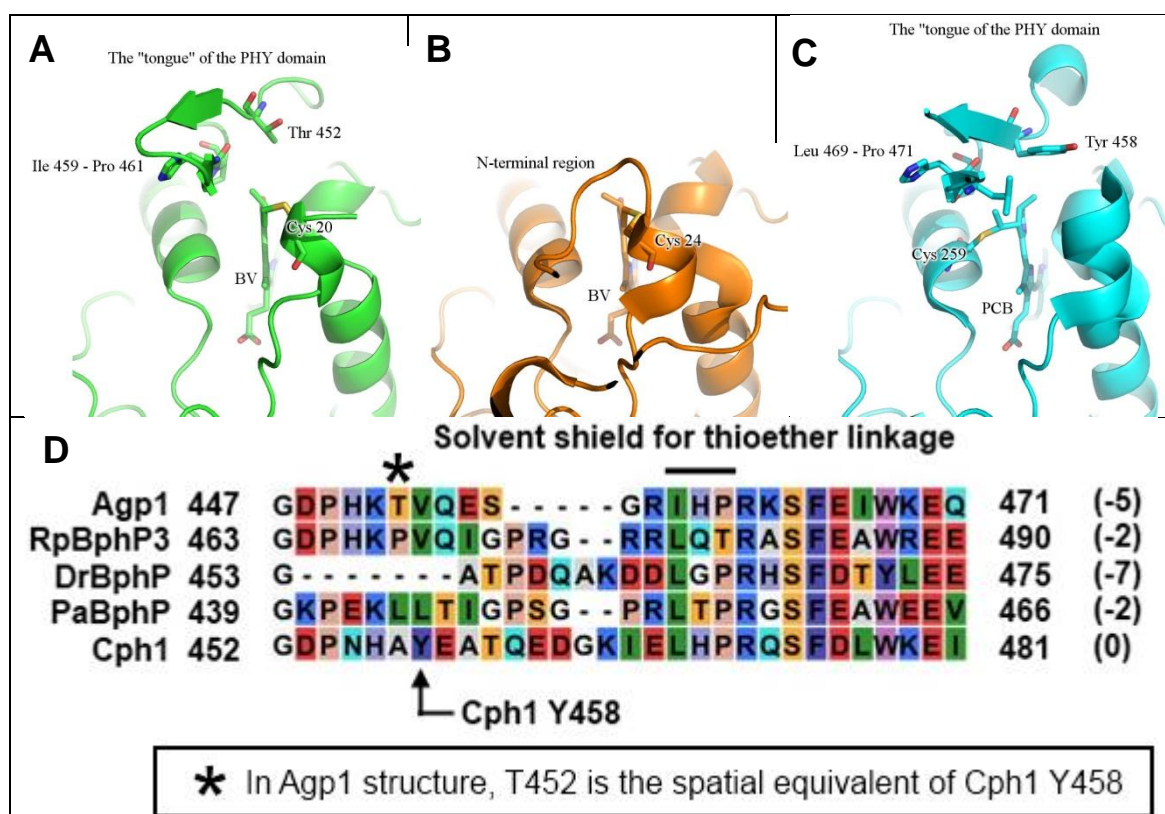 A
The "tongue" of the PHY domain
Thr 452
Ile 459 - Pro 461
Cys 20
BV
B
N-terminal region
Cys 24
BV
C
The "tongue of the PHY domain
Leu 469 - Pro 471
Tyr 458
Cys 259
PCB
D
Solvent shield for thioether linkage
*
Agp1 447 GDPHKTVQES-----GRIHPRKSFEIWKEQ 471 (-5)
RpBphP3 463 GDPHKPVQIGPRG--RRLQTRASFEAWREE 490 (-2)
DrBphP 453 G-------ATPDQAKDDLGPRHSFDTYLEE 475 (-7)
PaBphP 439 GKPEKLLTIGPSG--PRLTPRGSFEAWEEV 466 (-2)
Cph1 452 GDPNHAYEATQEDGKIELHPRQSFDLWKEI 481 (0)
Cph1 Y458
* In Agp1 structure, T452 is the spatial equivalent of Cph1 Y458